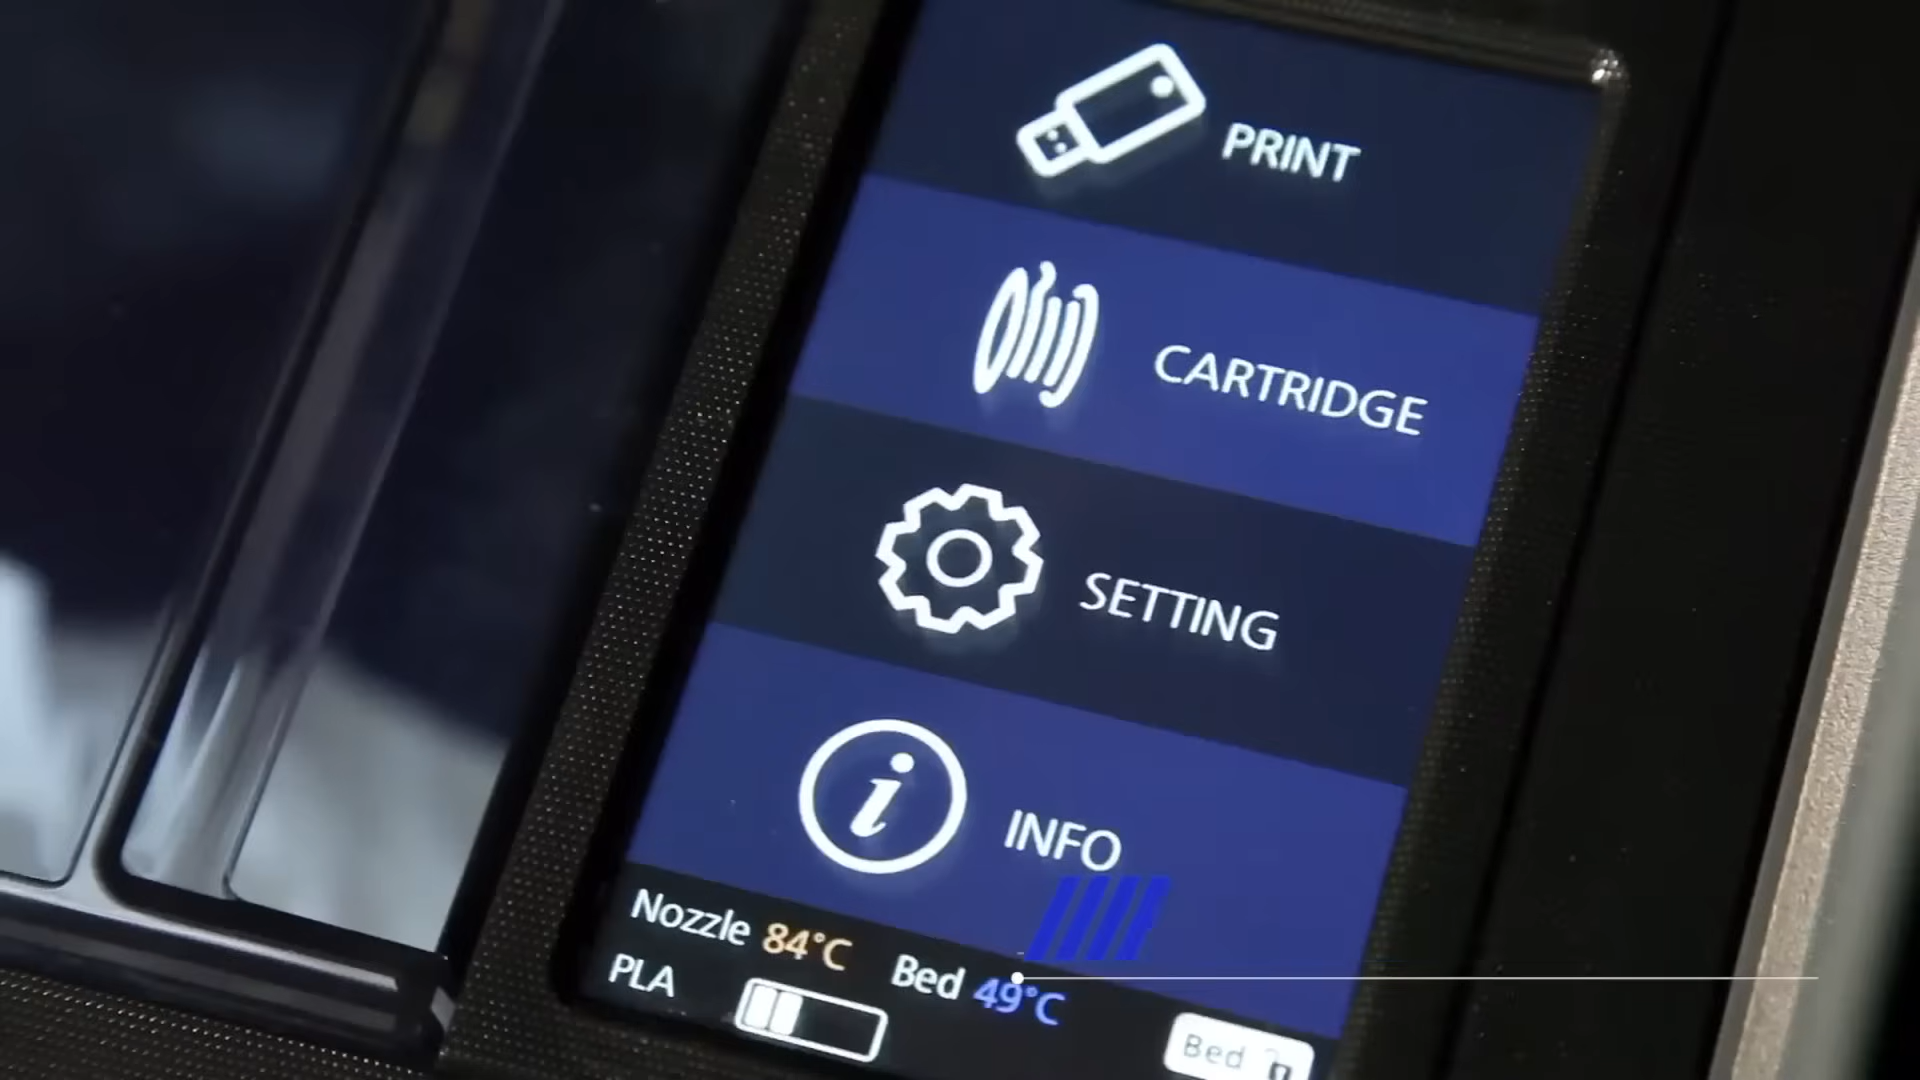 PRINT
CARTRIDGE
SETTING
INFO
Nozzle 84°C Bed 49°C
PLA
Bed